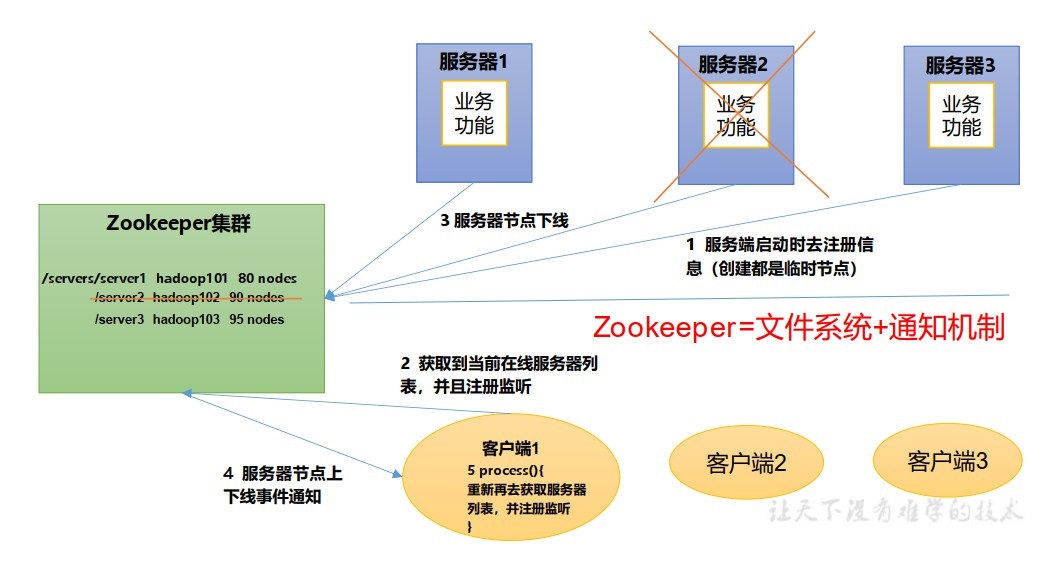 服务器1
业务
功能
服务器2
业务
功能
服务器3
业务
功能
3 服务器节点下线
1 服务端启动时去注册信
息（创建都是临时节点）
Zookeeper集群
/servers/server1 hadoop101 80 nodes
/server2 hadoop102 90 nodes
/server3 hadoop103 95 nodes
Zookeeper=文件系统+通知机制
2 获取到当前在线服务器列
表，并且注册监听
4 服务器节点上
下线事件通知
客户端1
5 process(){
重新再去获取服务器
列表，并注册监听
}
客户端2
客户端3
让天下没有难学的技术